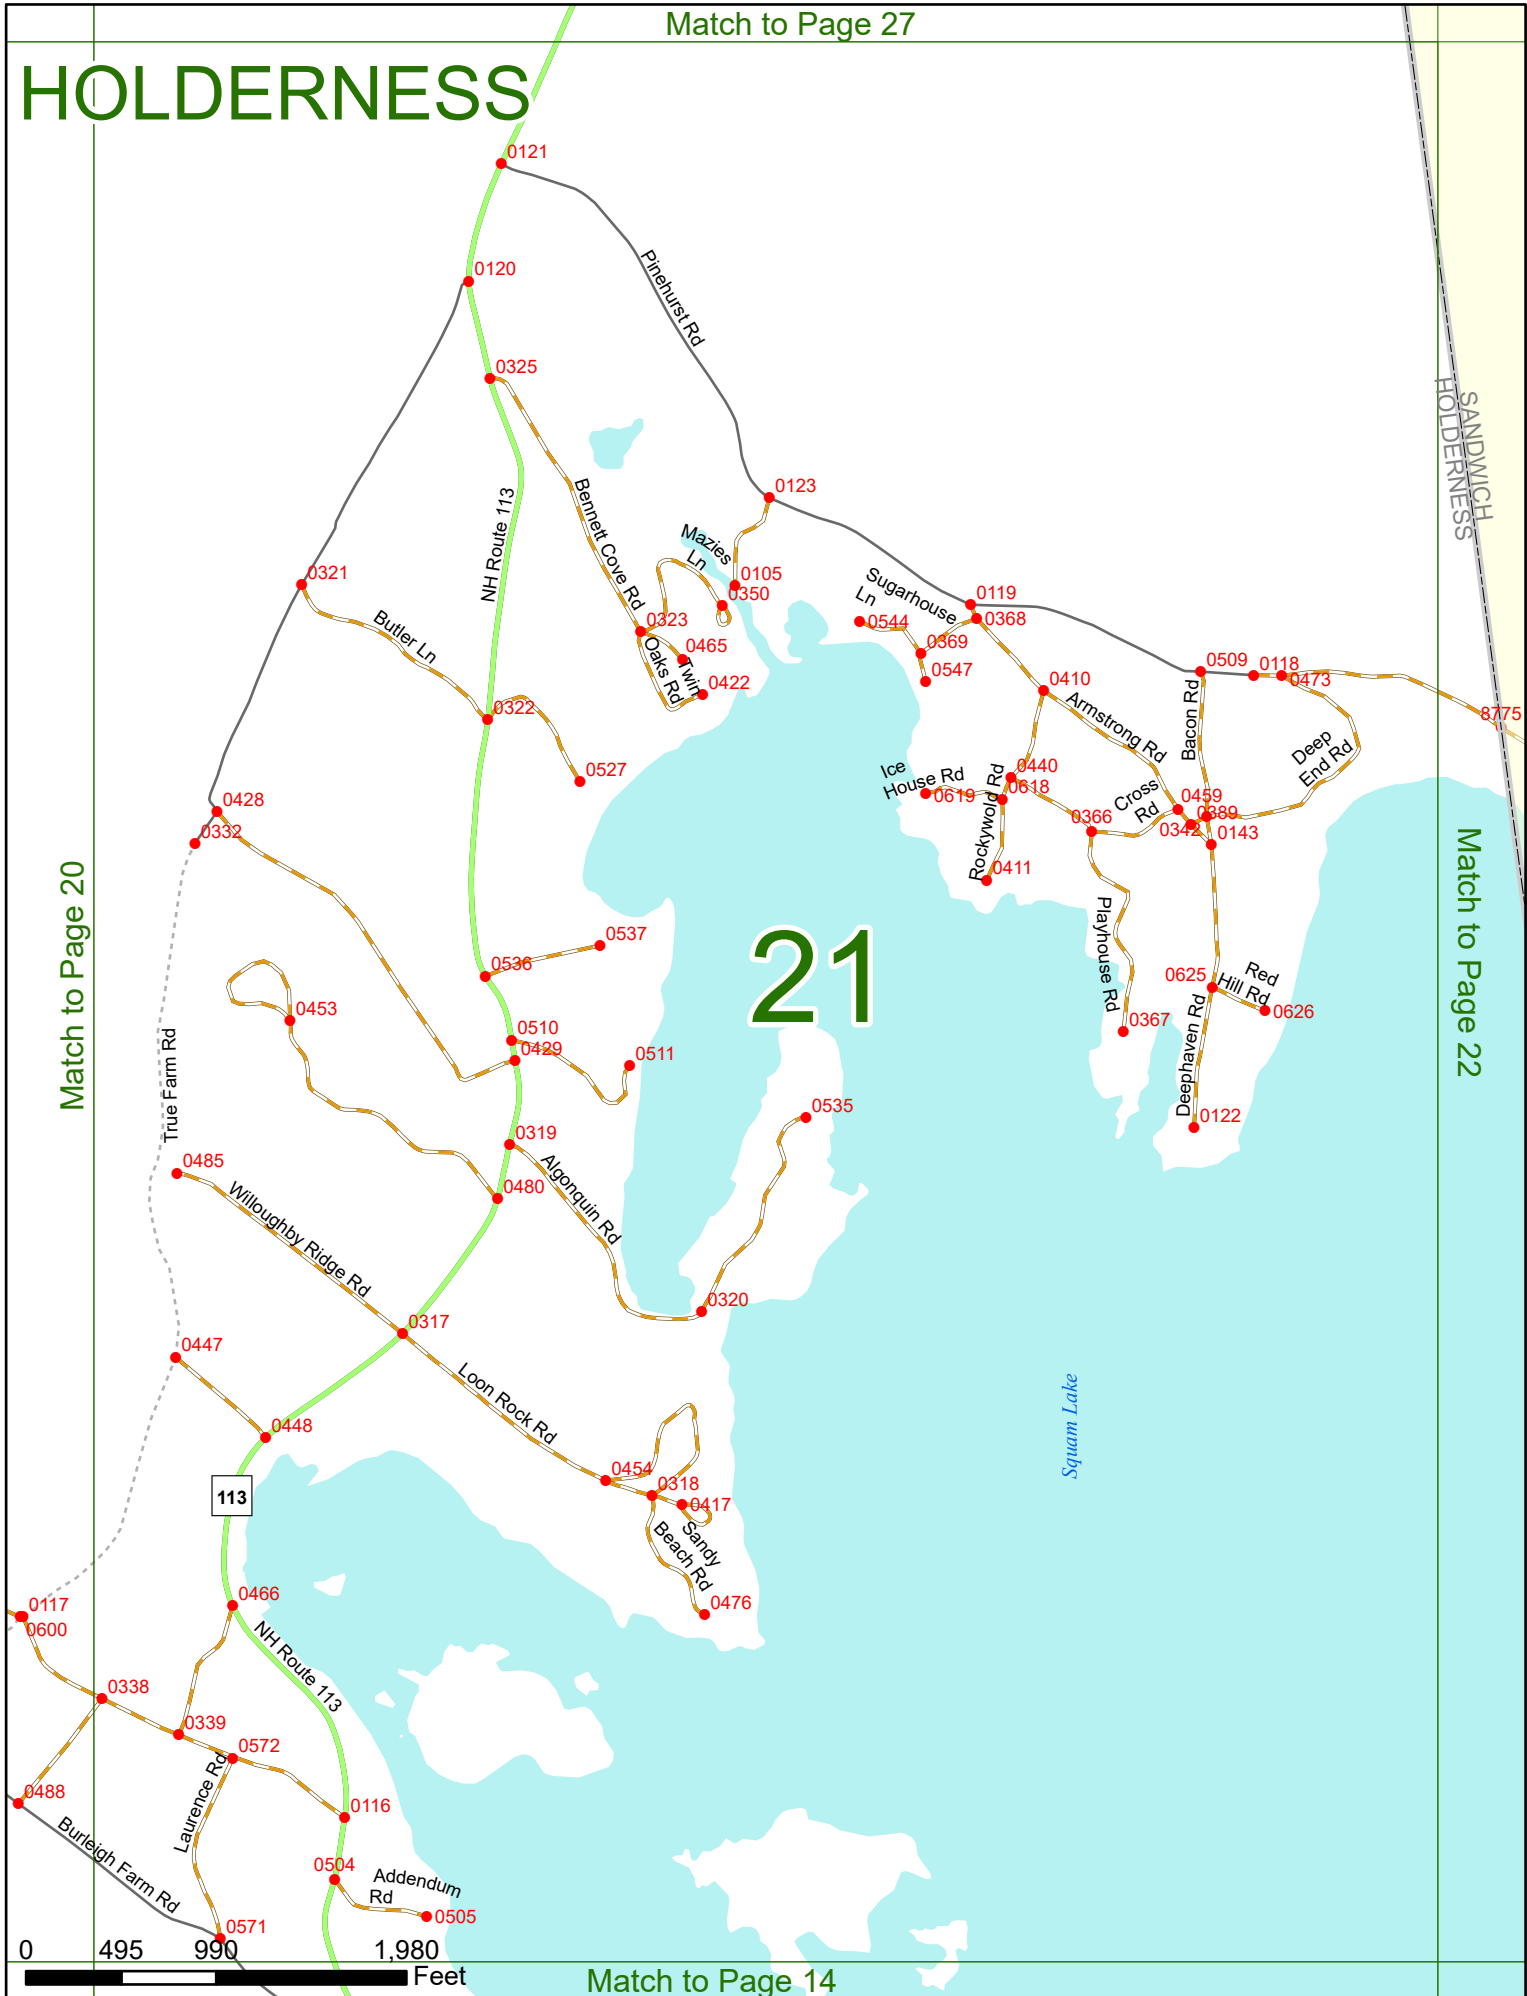 Match to Page 27
HOLDERNESS
0121
0120
Pinehurst Rd
0325
SANDWICH
HOLDERNESS
NH Route 113
Bennett Cove Rd
0123
Mazies
Ln
0105
0350
0321
Butler Ln
0323
0465
Twin
Oaks Rd
0422
Sugarhouse
Ln
0544
0119
0368
0369
0547
0410
0509
0118
0473
8775
0322
0527
Armstrong Rd
Bacon Rd
Deep
End Rd
Ice
House Rd
0619
0440
0618
Rockywold Rd
Cross
Rd
0459
0389
0342
0143
0366
0411
0428
0332
Match to Page 20
Match to Page 22
Playhouse Rd
0537
0536
21
0453
0625
Red
Hill Rd
0626
0367
Deephaven Rd
0122
True Farm Rd
0510
0429
0511
0535
0319
Algonquin Rd
0485
0480
Willoughby Ridge Rd
0320
0317
0447
Loon Rock Rd
Squam Lake
0448
0454
0318
0417
113
Sandy
Beach Rd
0476
0466
0117
0600
NH Route 113
0338
0339
0572
Laurence Rd
0488
0116
Burleigh Farm Rd
0504
Addendum
Rd
0505
0571
0 495 990 1,980
Feet
Match to Page 14